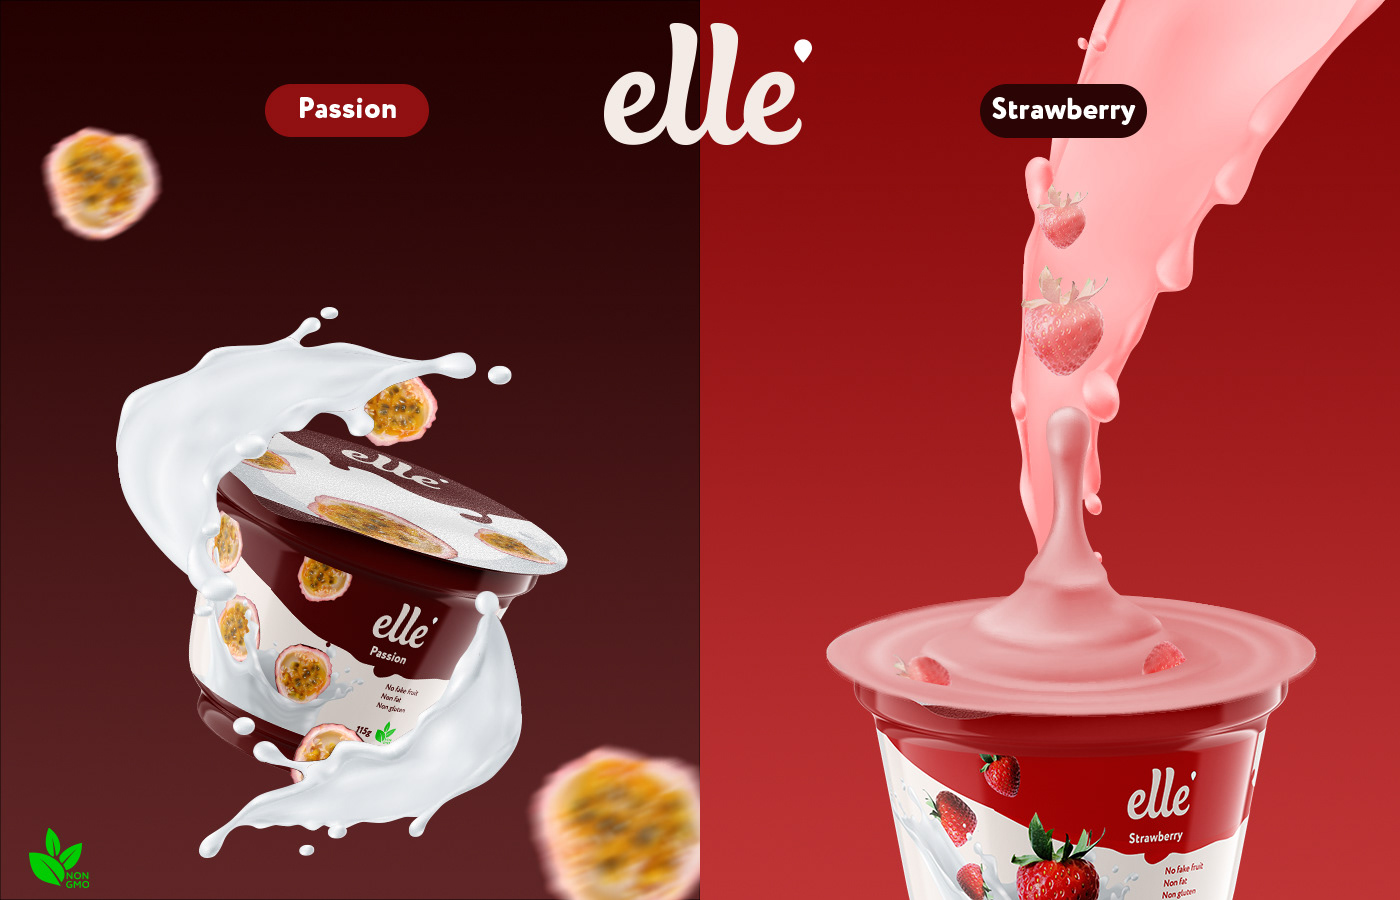 elle
Passion
Strawberry
elle
elle
Passion
No fake fruit
Non fat
Non gluten
115g
NON
GMO
elle
Strawberry
No fake fruit
Non fat
Non gluten